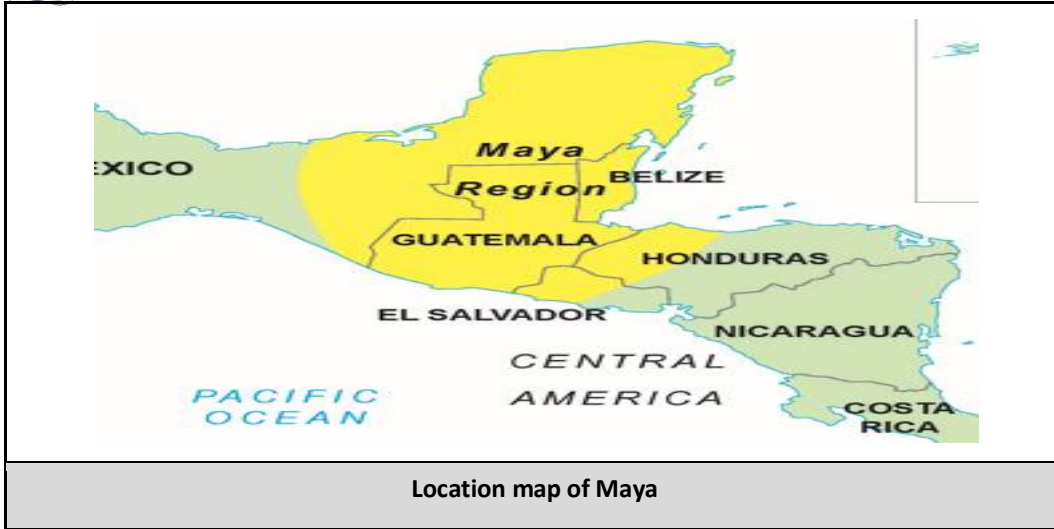 Maya
EXICO
Region
BELIZE
GUATEMALA
HONDURAS
EL SALVADOR
NICARAGUA
CENTRAL
AMERICA
PACIFIC
OCEAN
COSTA
RICA
Location map of Maya